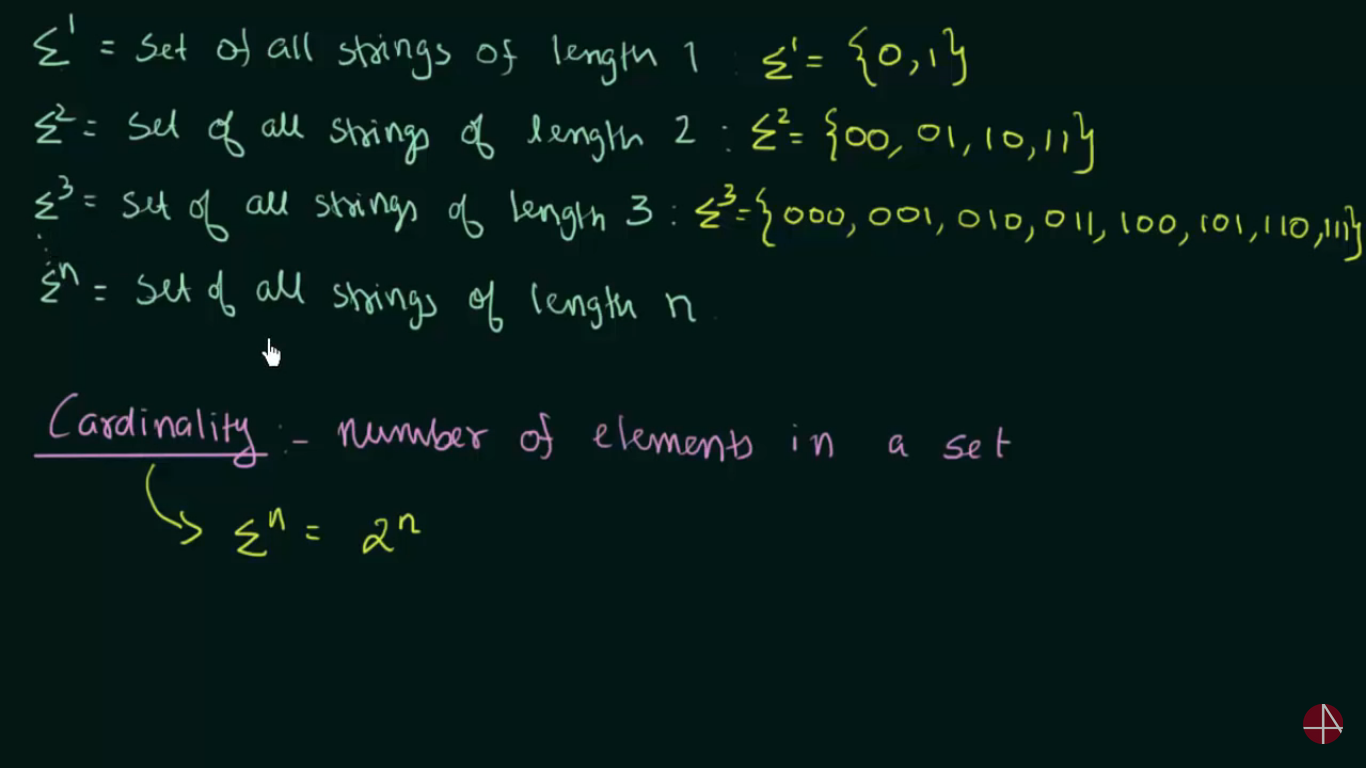 Σ¹ = Set of all strings of length 1 : Σ¹ = {0,1}
Σ² = Set of all strings of length 2 : Σ² = {00, 01, 10, 11}
Σ³ = Set of all strings of length 3 : Σ³ = {000, 001, 010, 011, 100, 101, 110, 111}
⋮
Σⁿ = Set of all strings of length n
Cardinality :- number of elements in a set
↳ Σⁿ = 2ⁿ